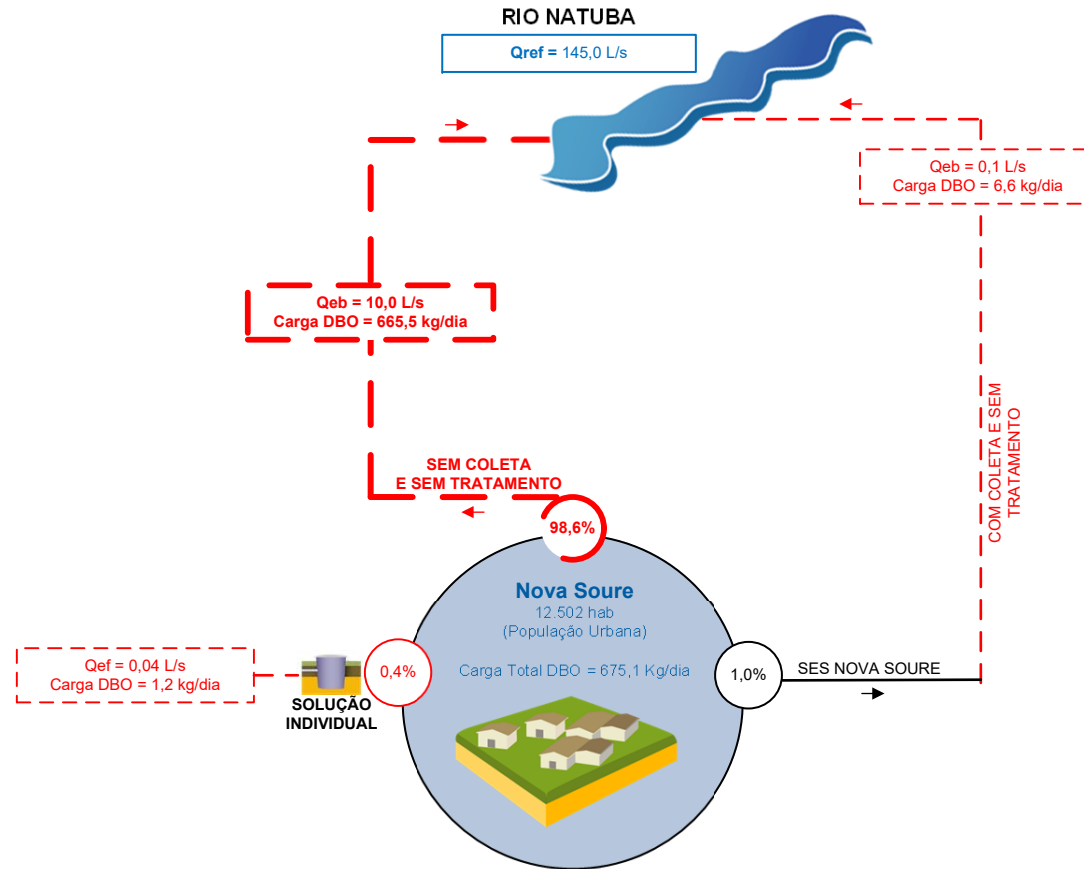 RIO NATUBA
Qref = 145,0 L/s
Qeb = 0,1 L/s
Carga DBO = 6,6 kg/dia
Qeb = 10,0 L/s
Carga DBO = 665,5 kg/dia
COM COLETA E SEM
TRATAMENTO
SEM COLETA
E SEM TRATAMENTO
98,6%
Nova Soure
12.502 hab
(População Urbana)
Carga Total DBO = 675,1 Kg/dia
Qef = 0,04 L/s
Carga DBO = 1,2 kg/dia
SOLUÇÃO
INDIVIDUAL
0,4%
1,0%
SES NOVA SOURE